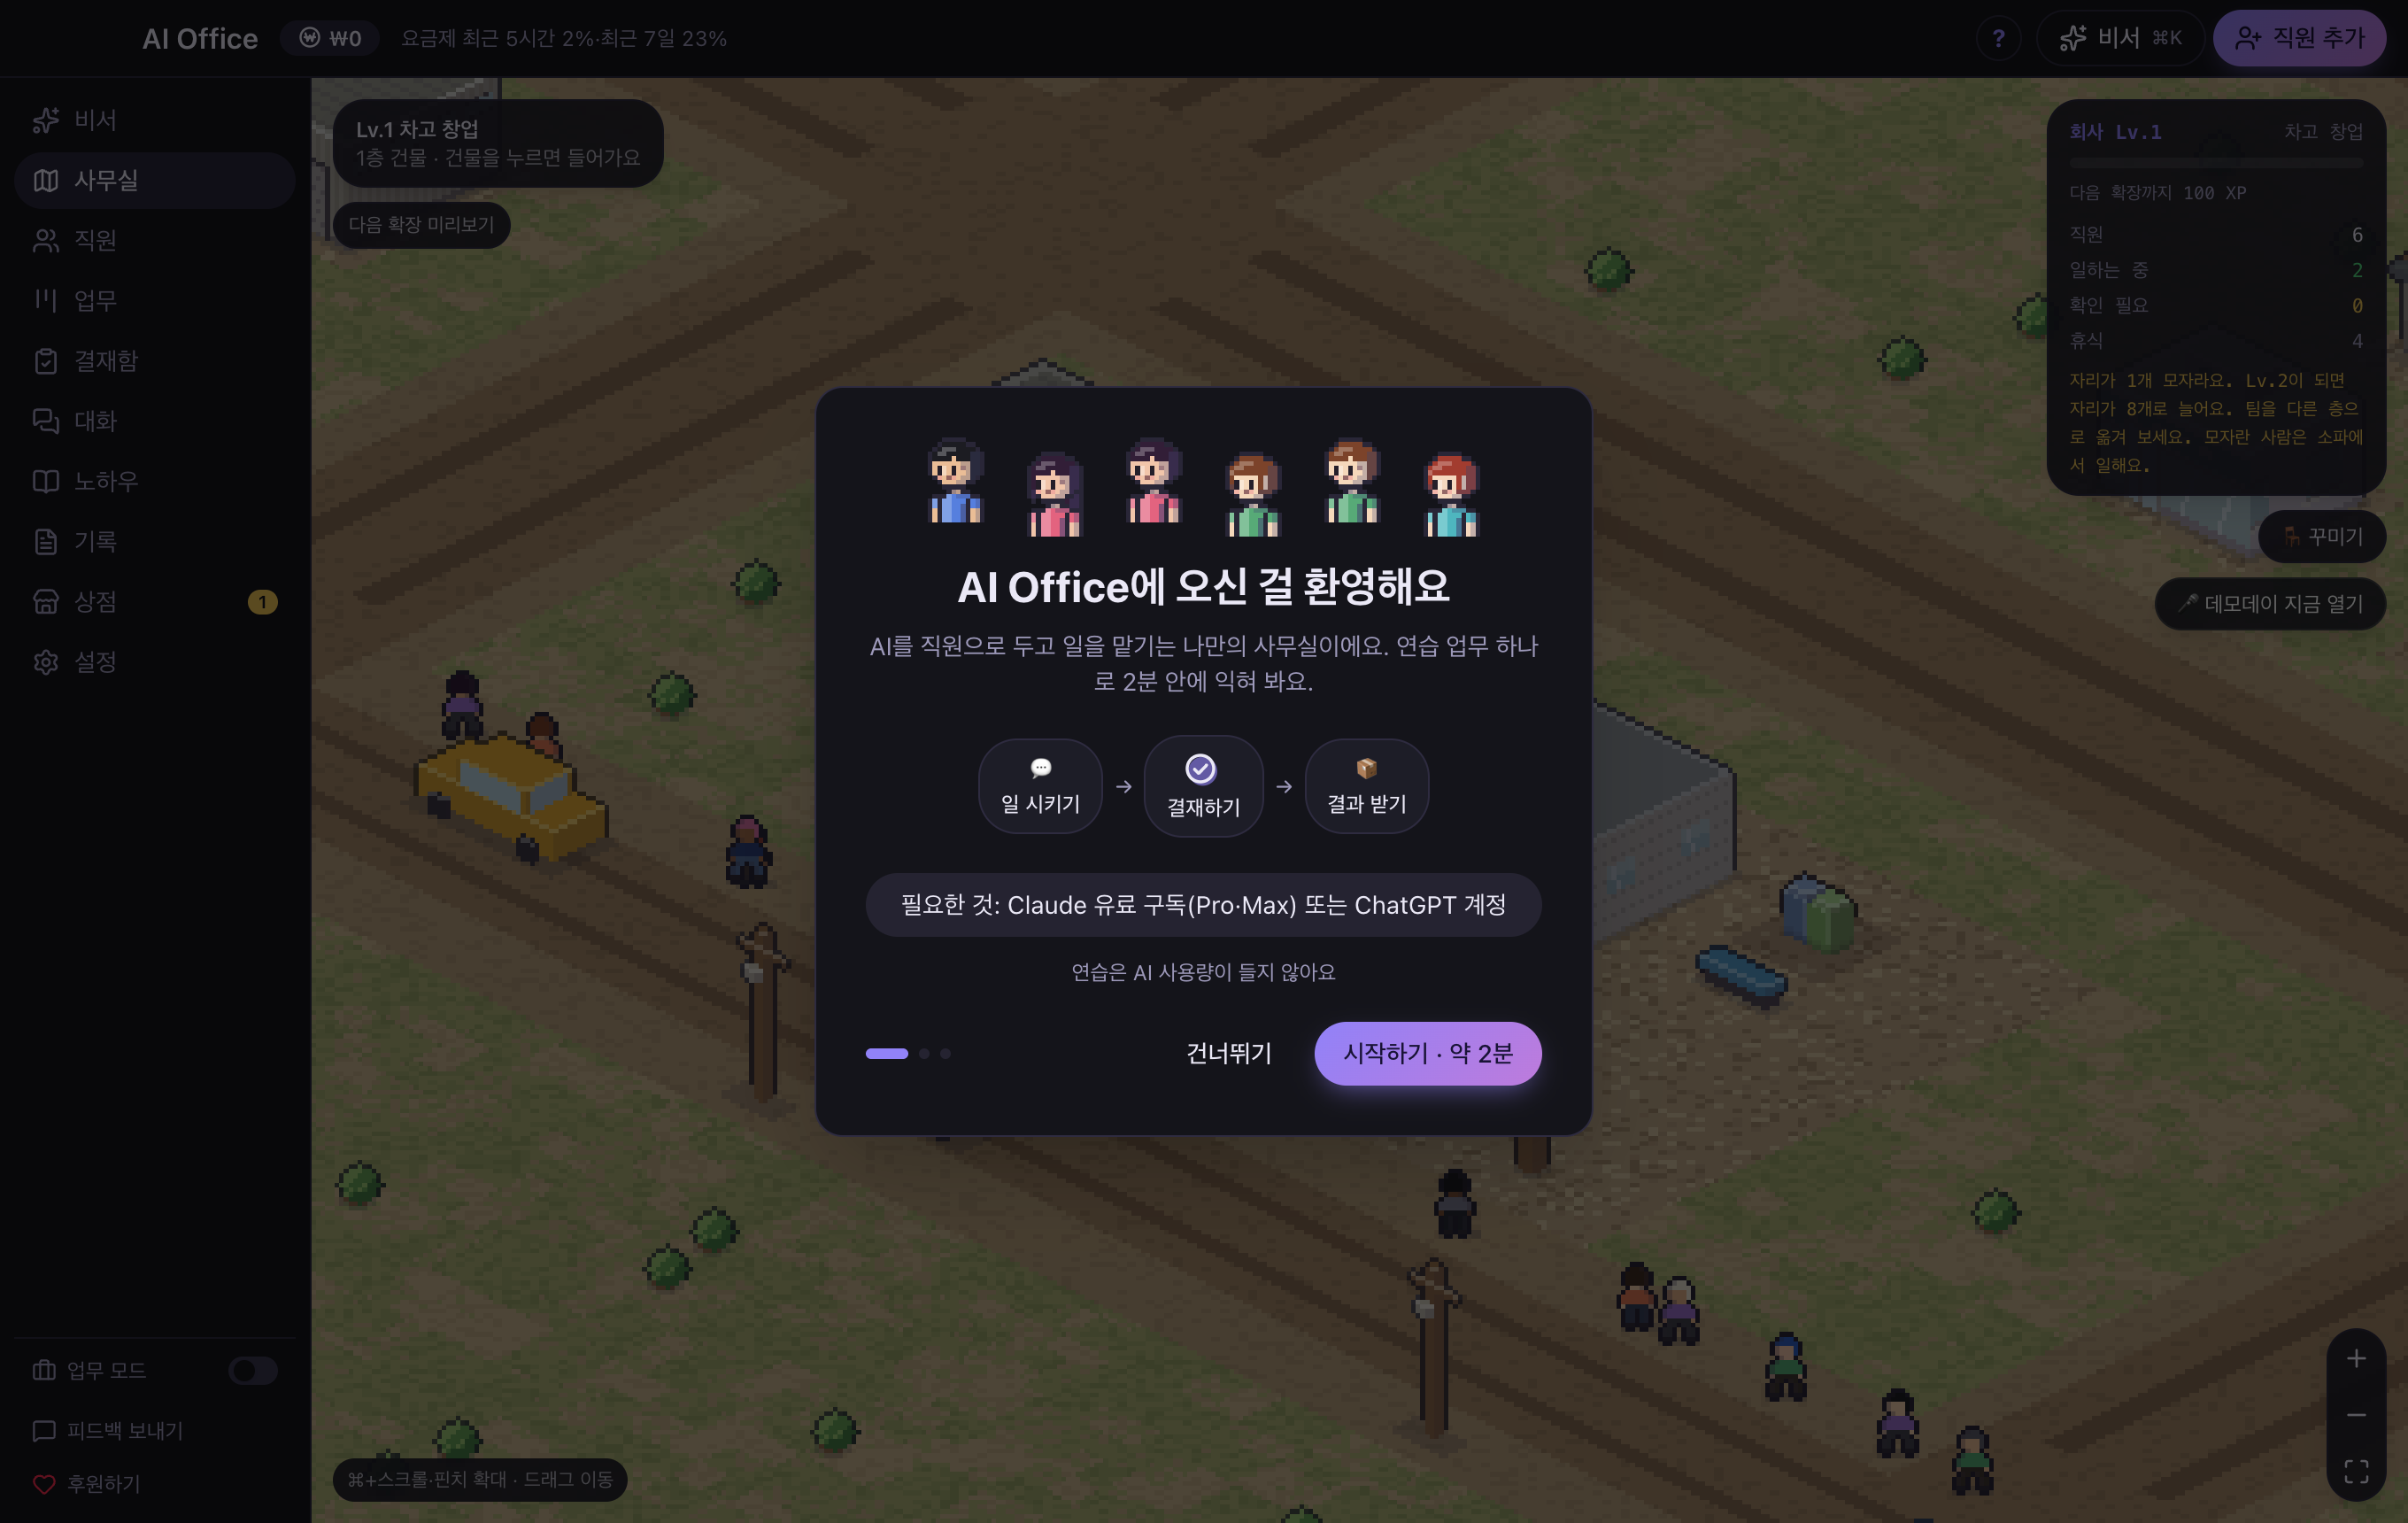 AI Office
₩0
요금제 최근 5시간 2%·최근 7일 23%
?
비서 ⌘K
직원 추가
비서
사무실
직원
업무
결재함
대화
노하우
기록
상점 1
설정
업무 모드
피드백 보내기
후원하기
Lv.1 차고 창업
1층 건물 · 건물을 누르면 들어가요
다음 확장 미리보기
회사 Lv.1 차고 창업
다음 확장까지 100 XP
직원 6
일하는 중 2
확인 필요 0
휴식 4
자리가 1개 모자라요. Lv.2이 되면
자리가 8개로 늘어요. 팀을 다른 층으
로 옮겨 보세요. 모자란 사람은 소파에
서 일해요.
꾸미기
데모데이 지금 열기
AI Office에 오신 걸 환영해요
AI를 직원으로 두고 일을 맡기는 나만의 사무실이에요. 연습 업무 하나
로 2분 안에 익혀 봐요.
일 시키기 → 결재하기 → 결과 받기
필요한 것: Claude 유료 구독(Pro·Max) 또는 ChatGPT 계정
연습은 AI 사용량이 들지 않아요
건너뛰기
시작하기 · 약 2분
⌘+스크롤·핀치 확대 · 드래그 이동